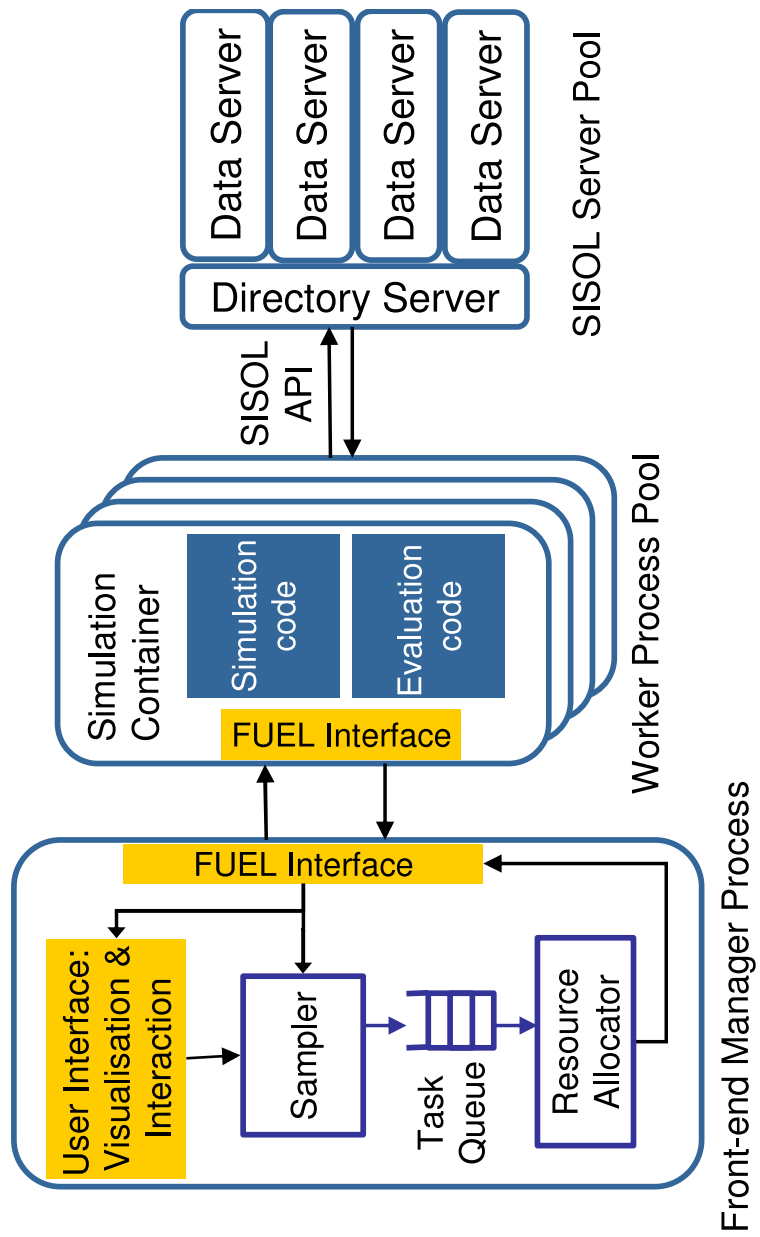 User Interface:
Visualisation &
Interaction
Sampler
Task
Queue
Resource
Allocator
FUEL Interface
Front-end Manager Process
Simulation
Container
FUEL Interface
Simulation
code
Evaluation
code
Worker Process Pool
SISOL
API
Directory Server
Data Server
Data Server
Data Server
Data Server
SISOL Server Pool